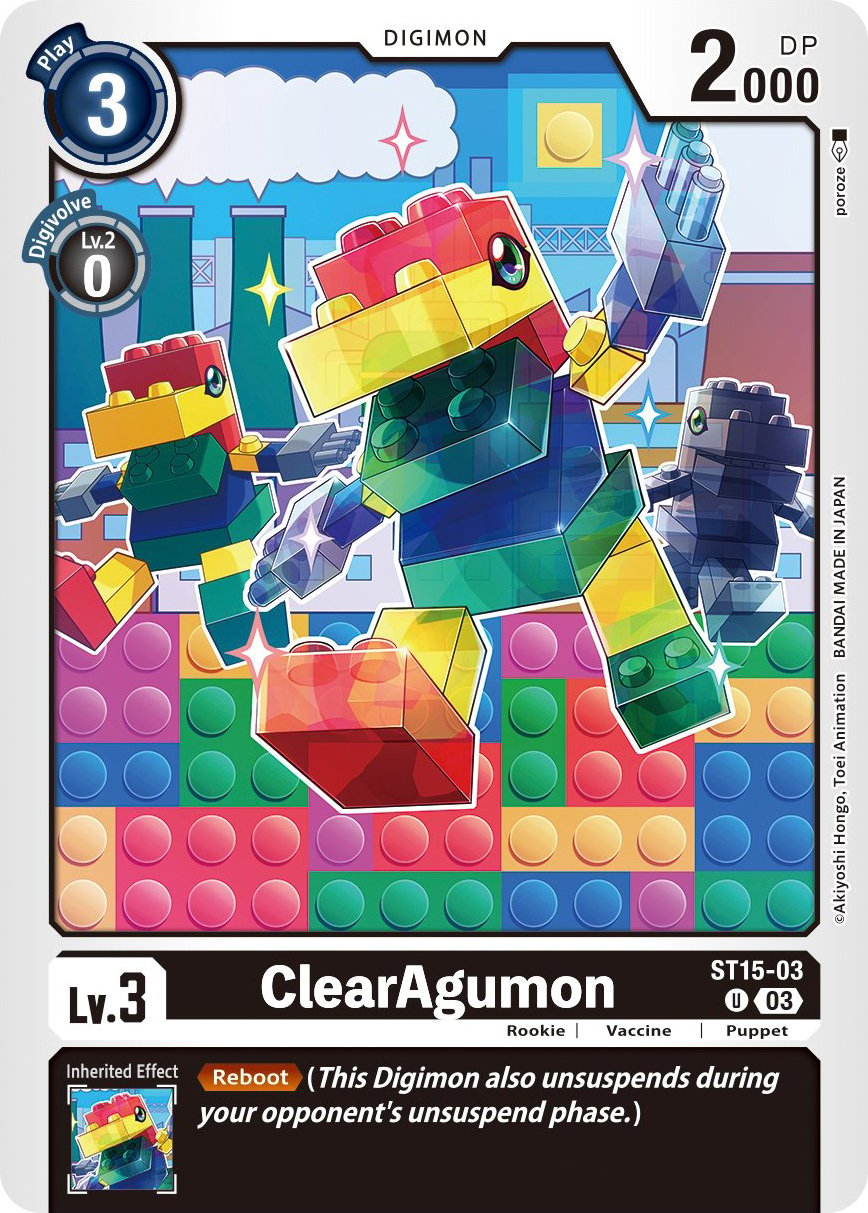 DIGIMON
Play
3
2000
DP
Digivolve
Lv.2
0
poroze
©Akiyoshi Hongo, Toei Animation BANDAI MADE IN JAPAN
Lv.3
ClearAgumon
ST15-03
U 03
Rookie | Vaccine | Puppet
Inherited Effect
Reboot (This Digimon also unsuspends during
your opponent's unsuspend phase.)